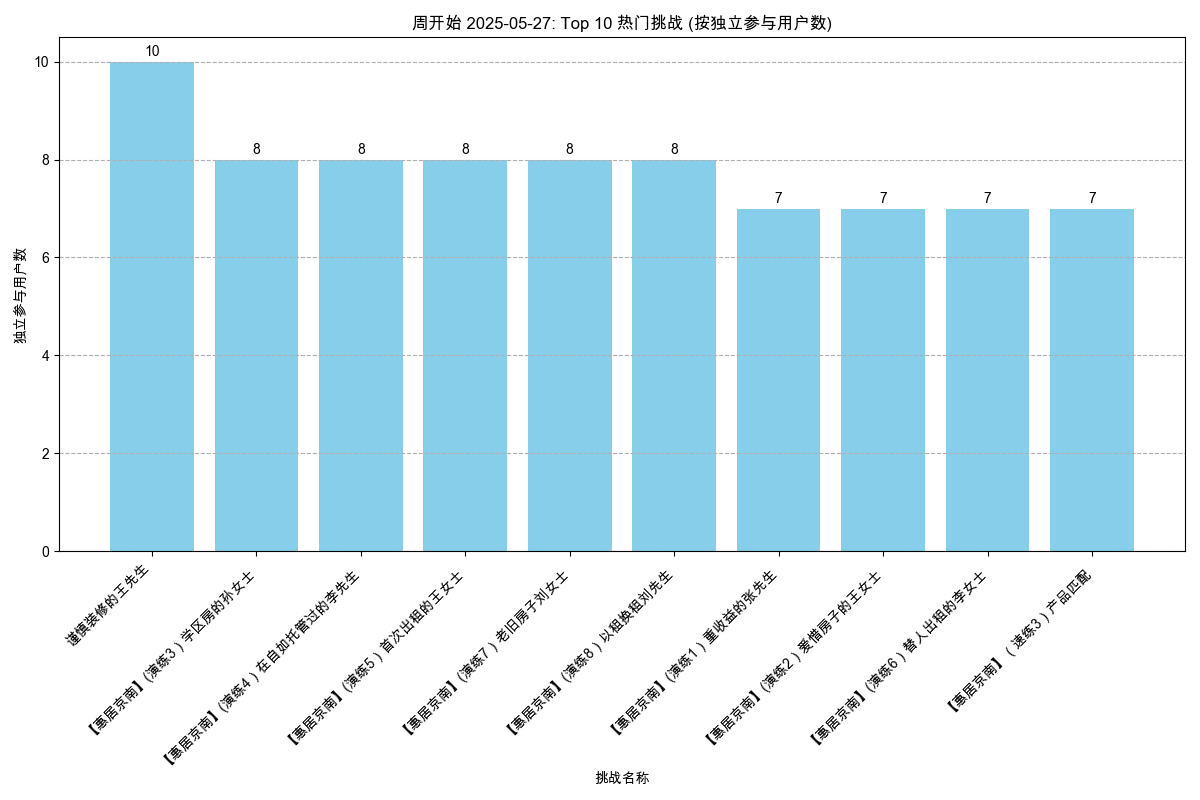 周开始 2025-05-27: Top 10 热门挑战 (按独立参与用户数)
独立参与用户数
10
8
6
4
2
0
10
8
8
8
8
8
7
7
7
7
谨慎装修的王先生
【惠居京南】(演练3）学区房的孙女士
【惠居京南】(演练4）在自如托管过的李先生
【惠居京南】(演练5）首次出租的王女士
【惠居京南】(演练7）老旧房子刘女士
【惠居京南】(演练8）以租换租刘先生
【惠居京南】(演练1）重收益的张先生
【惠居京南】(演练2）爱惜房子的王女士
【惠居京南】(演练6）替人出租的李女士
【惠居京南】（速练3）产品匹配
挑战名称